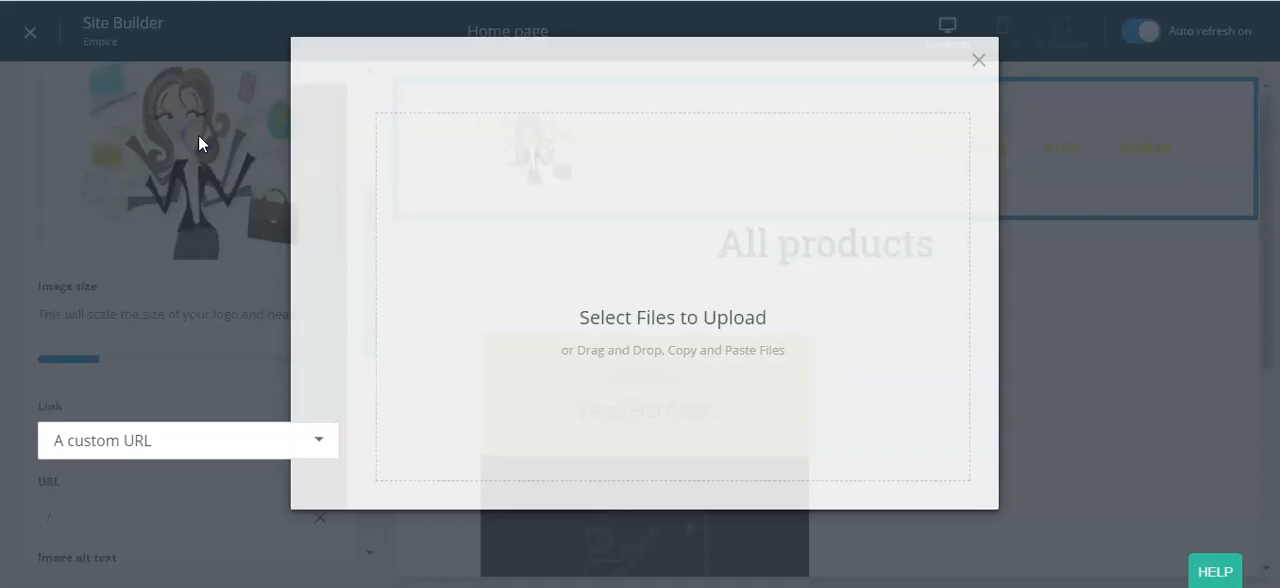 Site Builder
Empire
Home page
Auto refresh on
All products
Image size
This will scale the size of your logo and hea
Select Files to Upload
or Drag and Drop, Copy and Paste Files
Link
A custom URL
URL
/
Image alt text
HELP